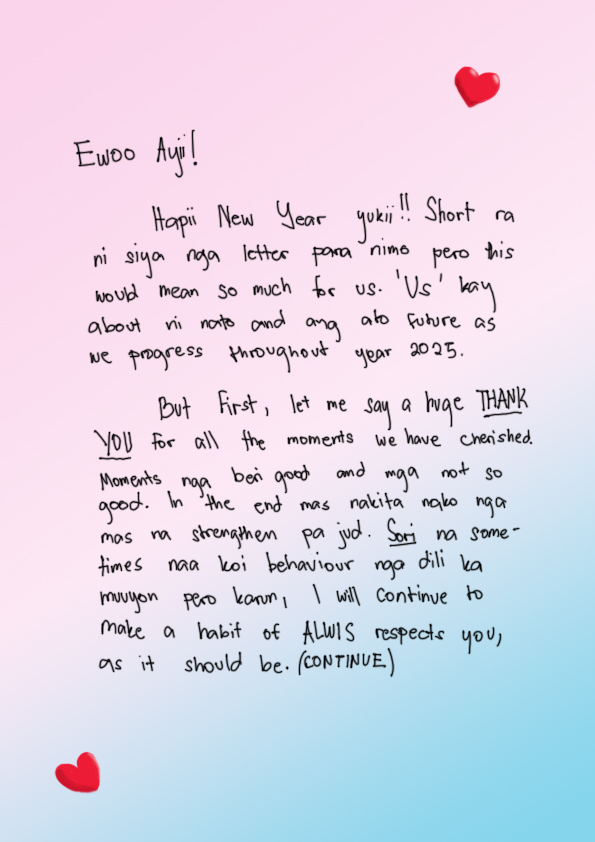 Ewoo Ayii!
Hapii New Year yukii!! Short ra
ni siya nga letter para nimo pero this
would mean so much for us. 'Us' kay
about ni nato and ang ato future as
we progress throughout year 2025.
But first, let me say a huge THANK
YOU for all the moments we have cherished.
Moments nga beri good and mga not so
good. In the end mas nakita nako nga
mas na strengthen pa jud. Sori na some-
times naa koi behaviour nga dili ka
muuyon pero karun, I will continue to
make a habit of ALWIS respects you,
as it should be. (CONTINUE)